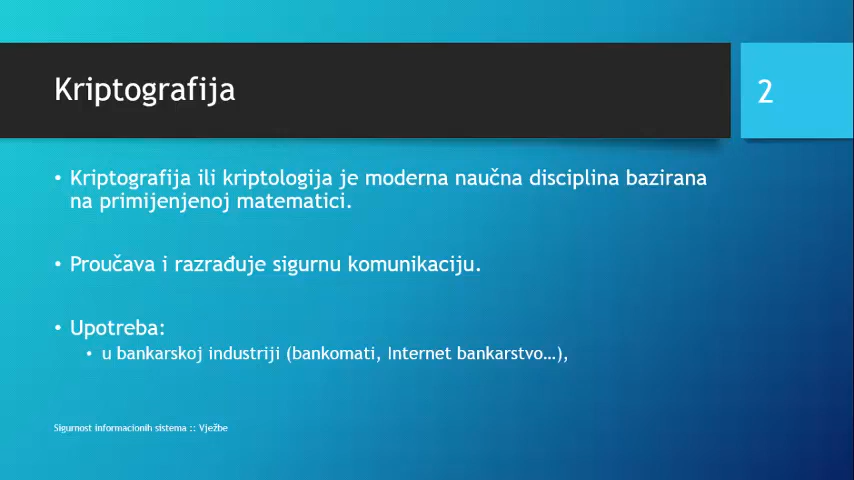 Kriptografija
2
• Kriptografija ili kriptologija je moderna naučna disciplina bazirana
na primijenjenoj matematici.
• Proučava i razrađuje sigurnu komunikaciju.
• Upotreba:
• u bankarskoj industriji (bankomati, Internet bankarstvo…),
Sigurnost informacionih sistema :: Vježbe